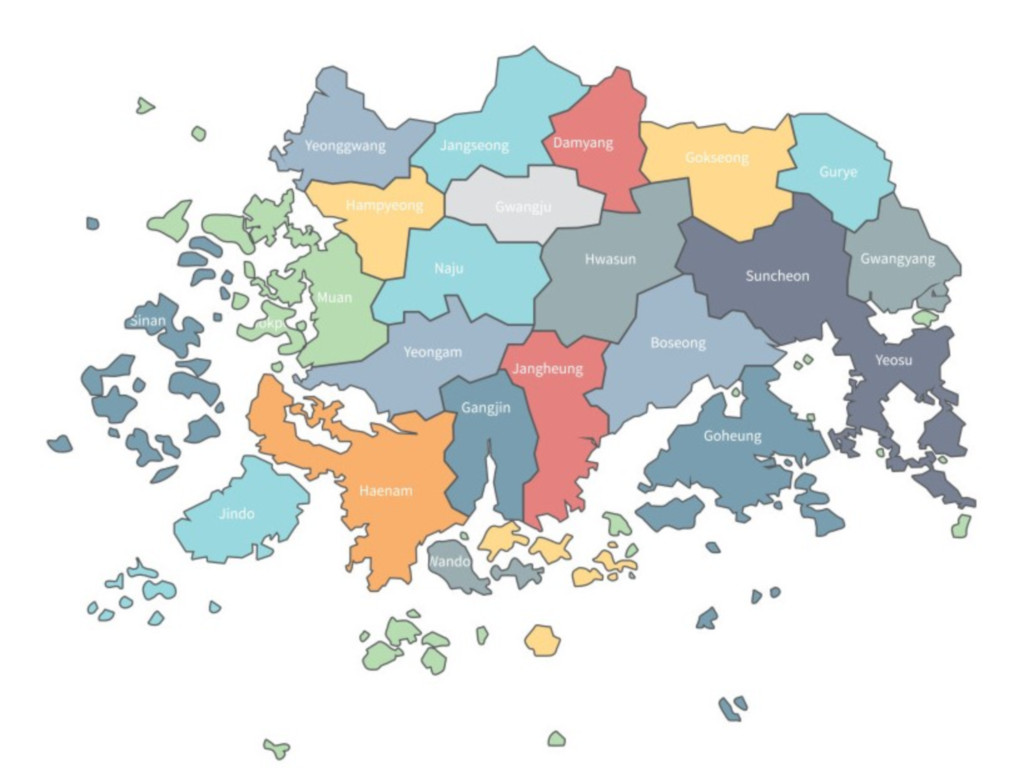 Yeonggwang
Jangseong
Damyang
Gokseong
Gurye
Hampyeong
Gwangju
Naju
Hwasun
Suncheon
Gwangyang
Muan
Sinan
okp
Yeongam
Boseong
Yeosu
Jangheung
Gangjin
Goheung
Haenam
Jindo
Wando